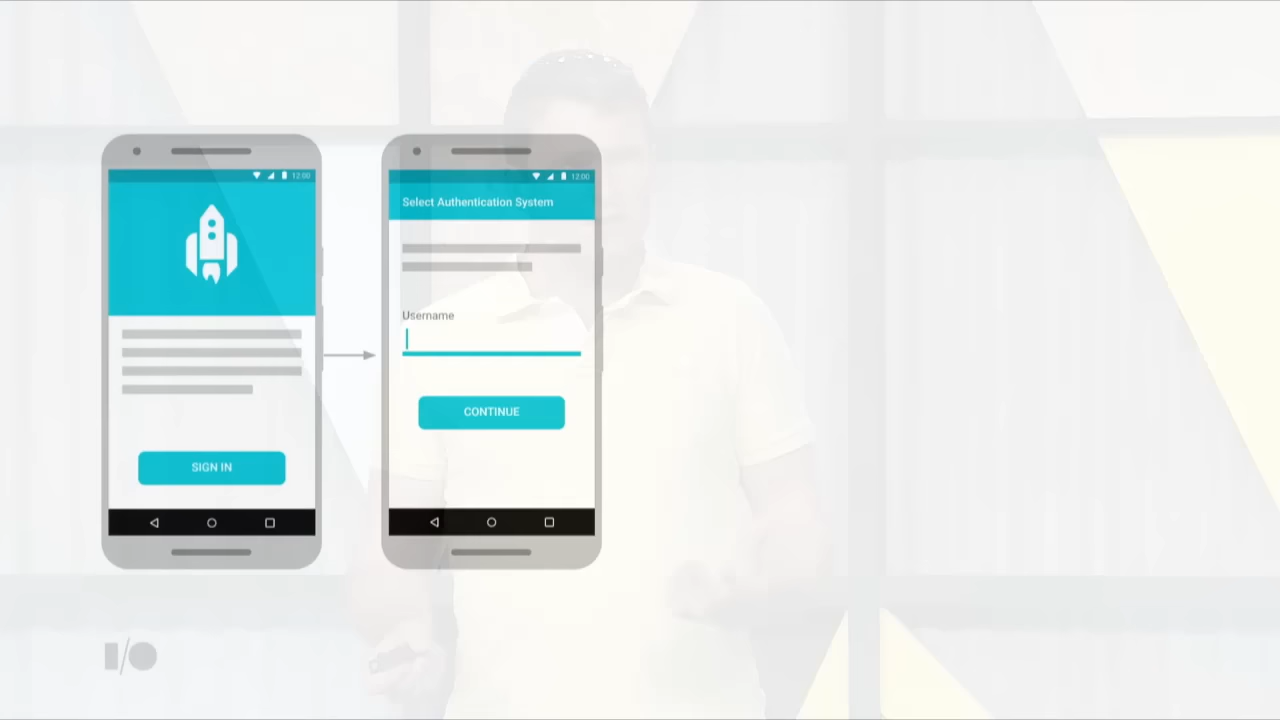 12:00
SIGN IN
12:00
Select Authentication System
Username
CONTINUE
I/O